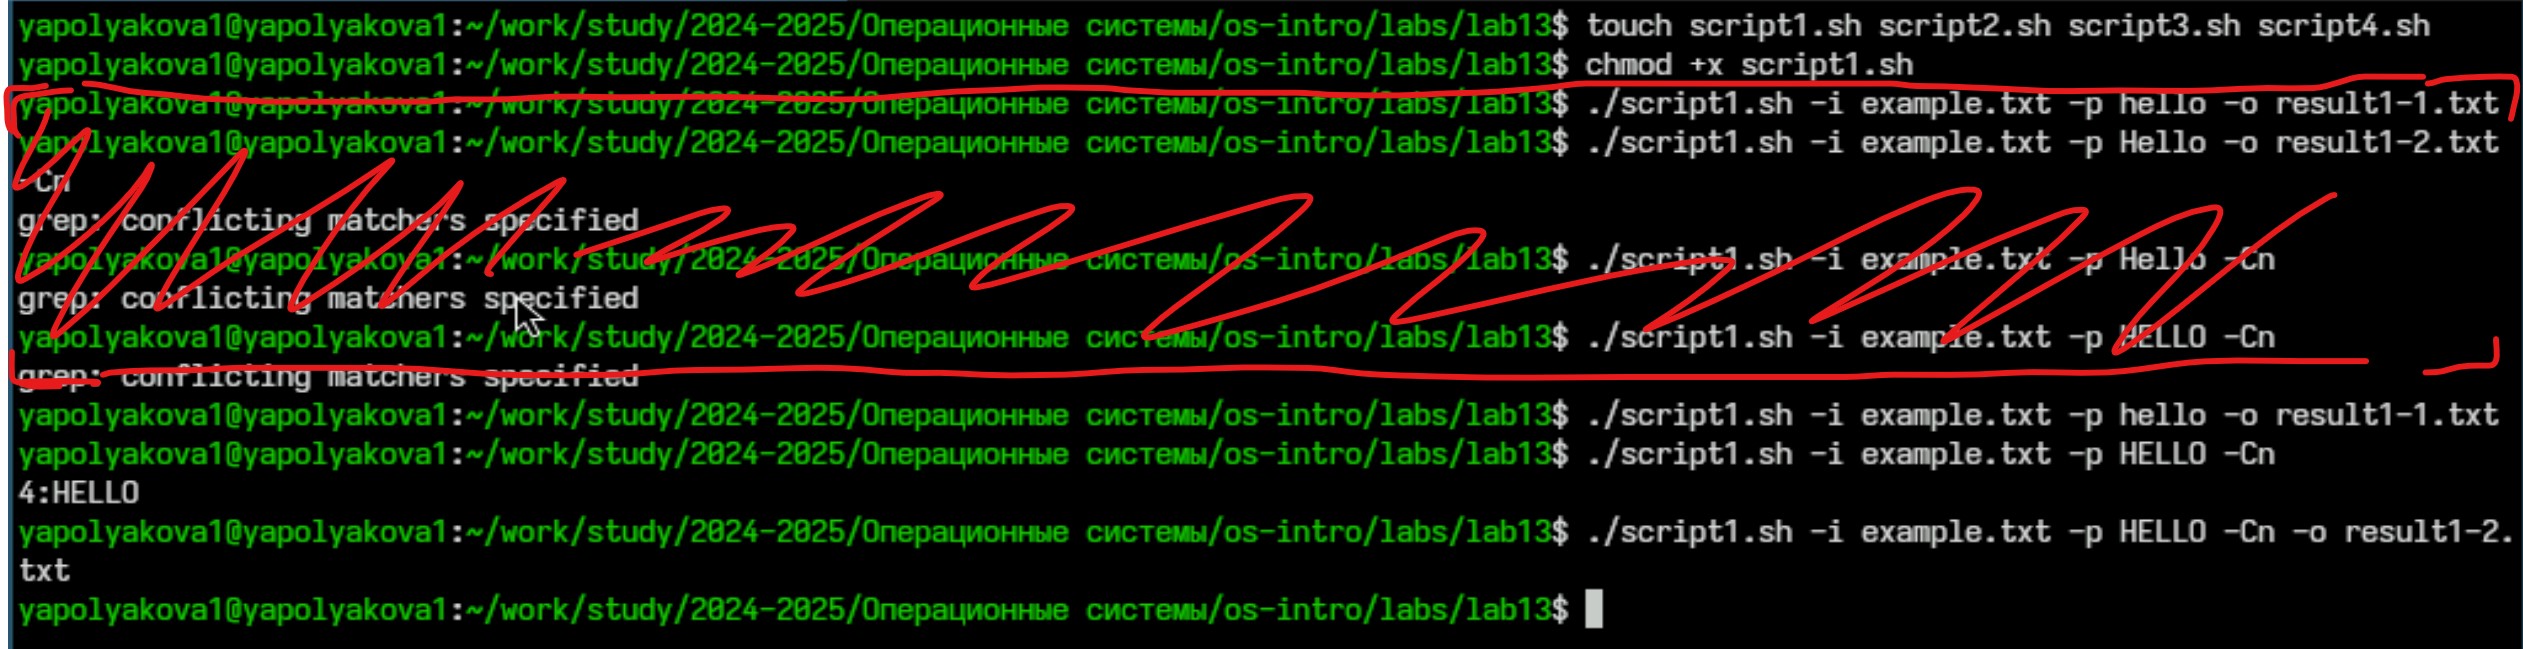 yapolyakova1@yapolyakova1:~/work/study/2024-2025/Операционные системы/os-intro/labs/lab13$ touch script1.sh script2.sh script3.sh script4.sh
yapolyakova1@yapolyakova1:~/work/study/2024-2025/Операционные системы/os-intro/labs/lab13$ chmod +x script1.sh
yapolyakova1@yapolyakova1:~/work/study/2024-2025/Операционные системы/os-intro/labs/lab13$ ./script1.sh -i example.txt -p hello -o result1-1.txt
yapolyakova1@yapolyakova1:~/work/study/2024-2025/Операционные системы/os-intro/labs/lab13$ ./script1.sh -i example.txt -p Hello -o result1-2.txt
-Cn
grep: conflicting matchers specified
yapolyakova1@yapolyakova1:~/work/study/2024-2025/Операционные системы/os-intro/labs/lab13$ ./script1.sh -i example.txt -p Hello -Cn
grep: conflicting matchers specified
yapolyakova1@yapolyakova1:~/work/study/2024-2025/Операционные системы/os-intro/labs/lab13$ ./script1.sh -i example.txt -p HELLO -Cn
grep: conflicting matchers specified
yapolyakova1@yapolyakova1:~/work/study/2024-2025/Операционные системы/os-intro/labs/lab13$ ./script1.sh -i example.txt -p hello -o result1-1.txt
yapolyakova1@yapolyakova1:~/work/study/2024-2025/Операционные системы/os-intro/labs/lab13$ ./script1.sh -i example.txt -p HELLO -Cn
4:HELLO
yapolyakova1@yapolyakova1:~/work/study/2024-2025/Операционные системы/os-intro/labs/lab13$ ./script1.sh -i example.txt -p HELLO -Cn -o result1-2.
txt
yapolyakova1@yapolyakova1:~/work/study/2024-2025/Операционные системы/os-intro/labs/lab13$